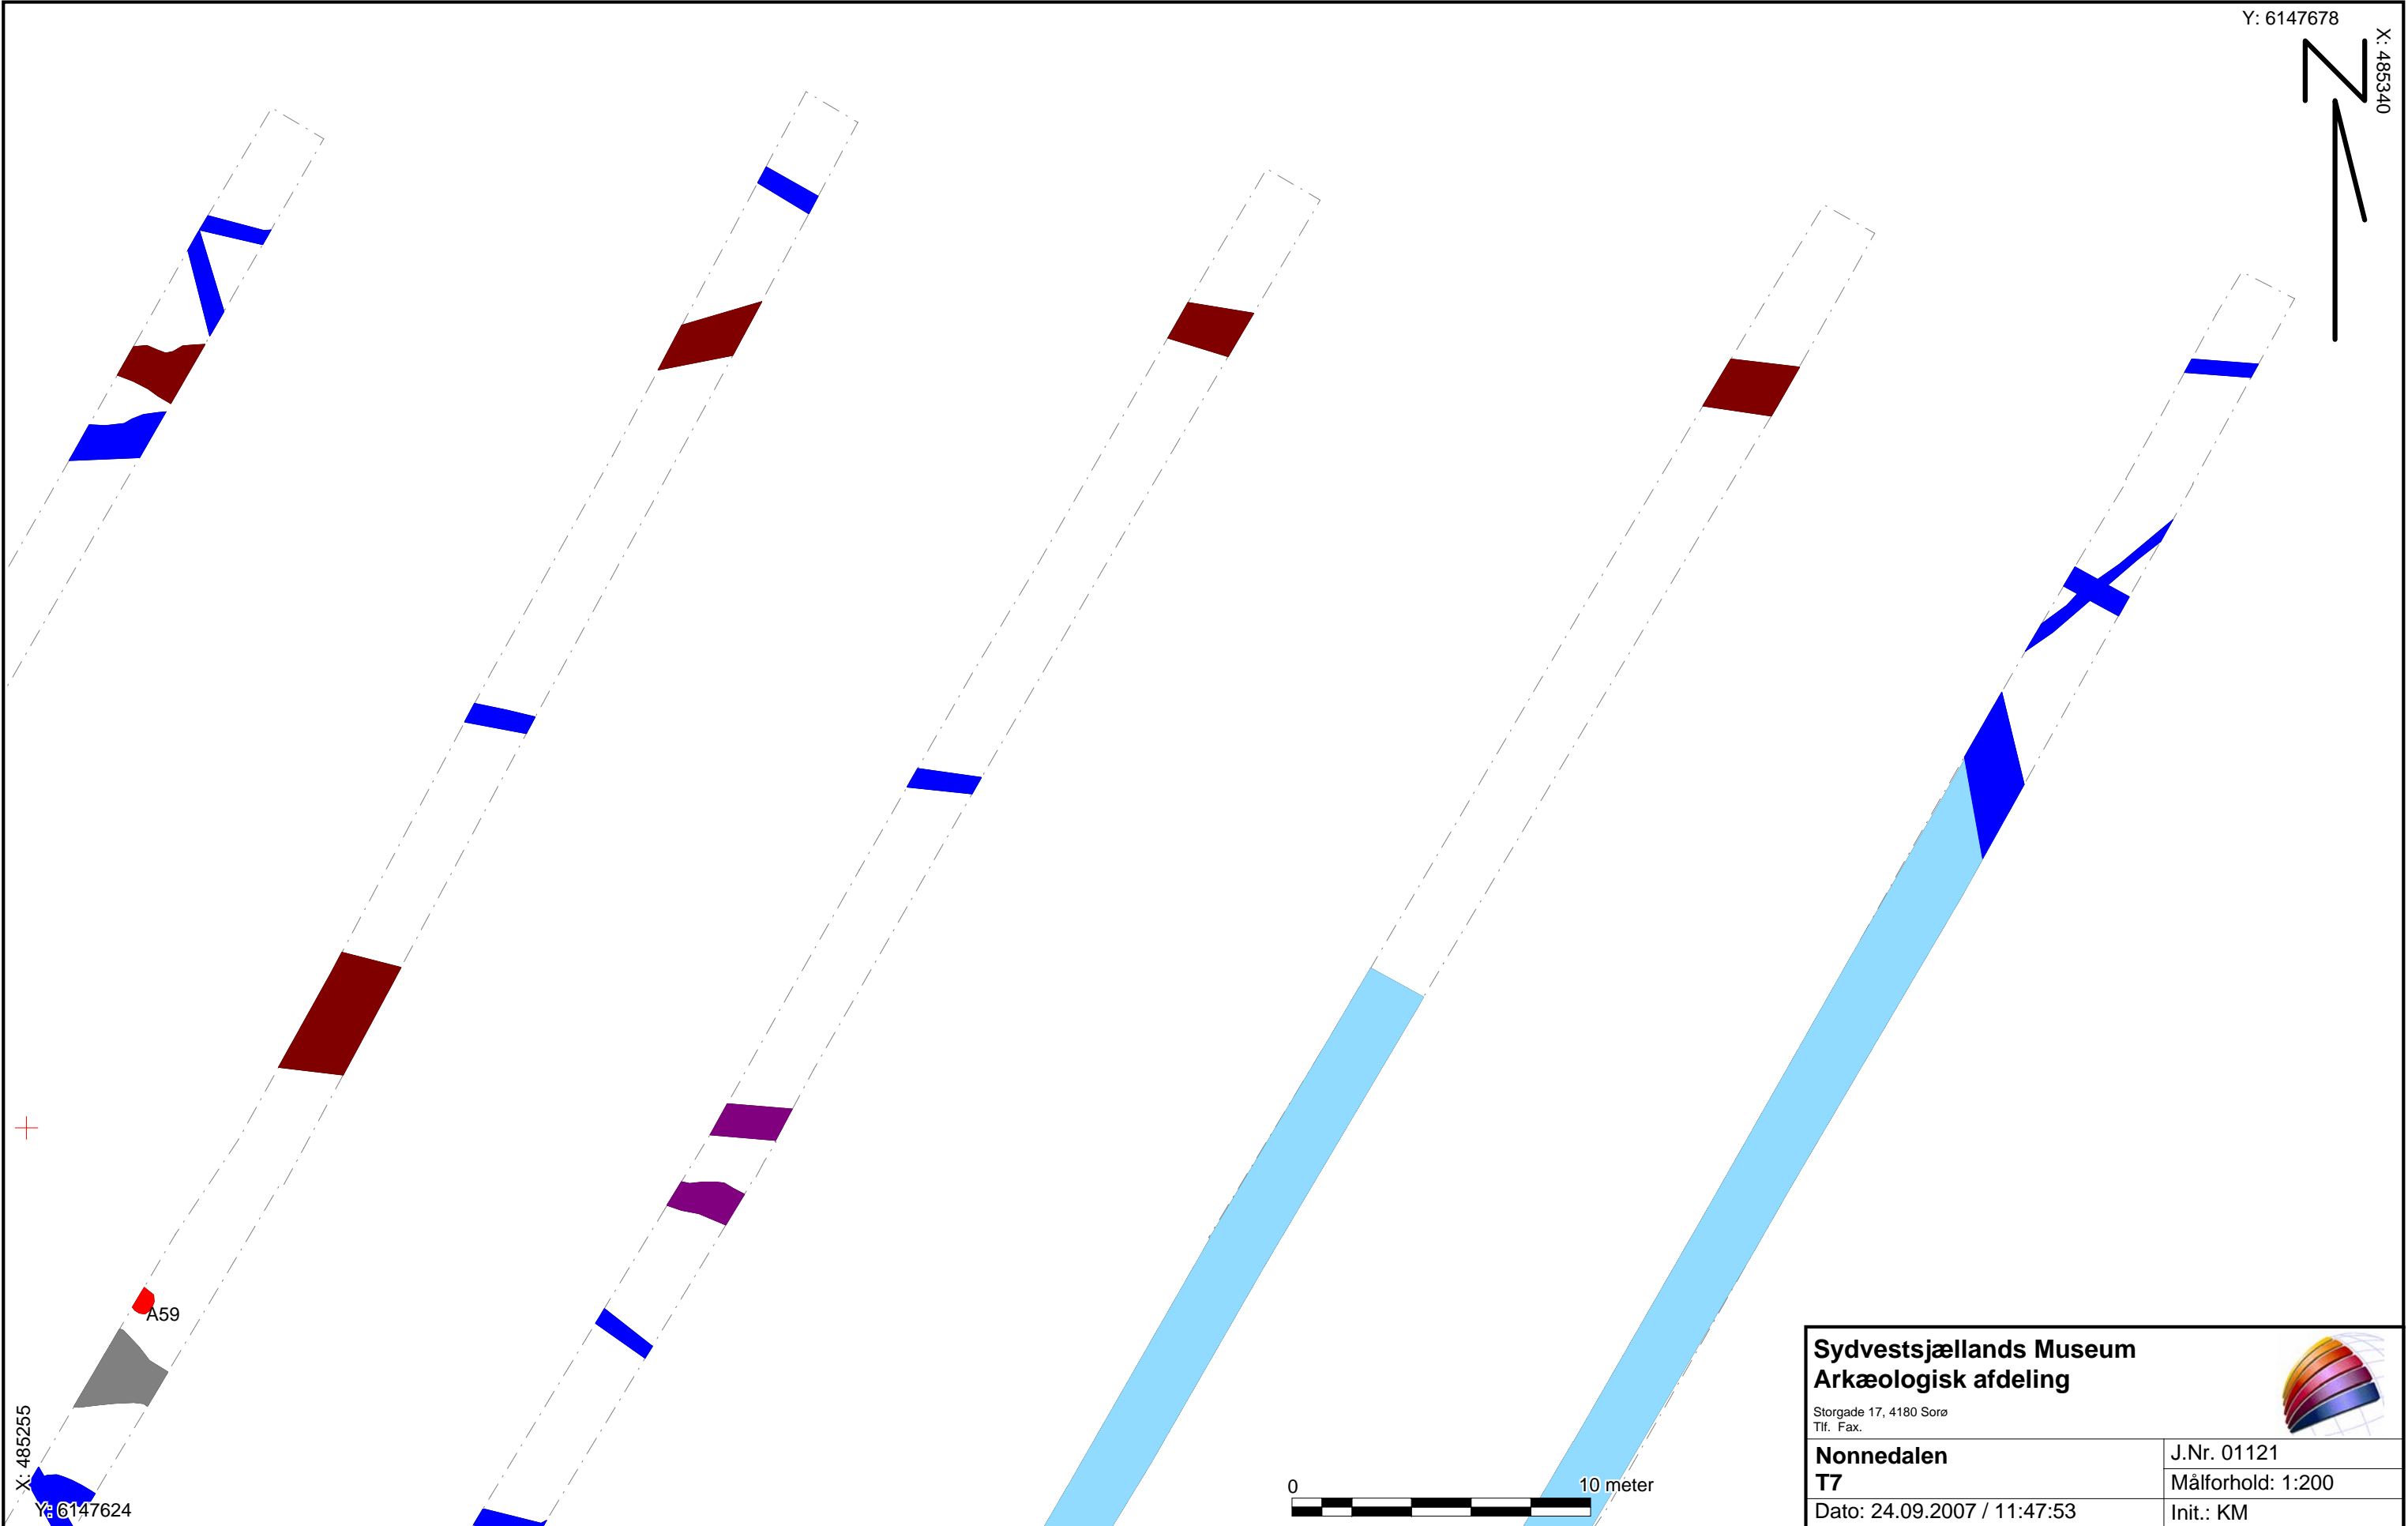 Y: 6147678
X: 485340
A59
X: 485255
Y: 6147624
0 10 meter
Sydvestsjællands Museum
Arkæologisk afdeling
Storgade 17, 4180 Sorø
Tlf. Fax.
Nonnedalen
T7
J.Nr. 01121
Målforhold: 1:200
Dato: 24.09.2007 / 11:47:53
Init.: KM